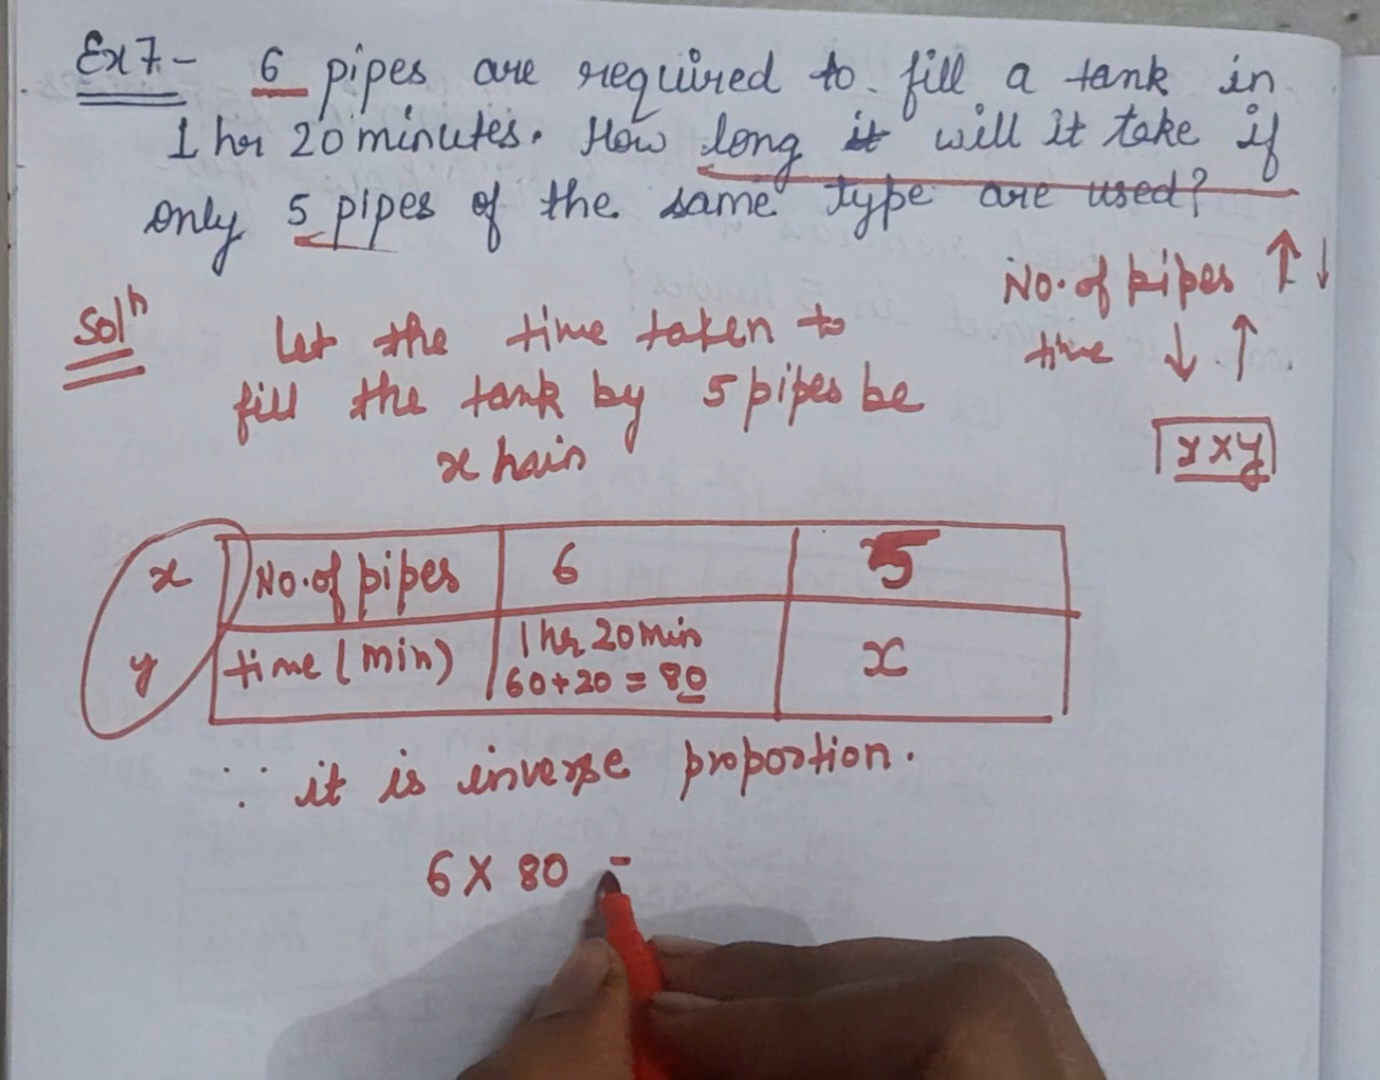 Ex 7- 6 pipes are required to fill a tank in
1 hr 20 minutes. How long it will it take if
only 5 pipes of the same type are used?
No. of pipes ↑ ↓
time ↓ ↑
x x y
Solⁿ Let the time taken to
fill the tank by 5 pipes be
x
x No. of pipes 6 5
y time (min) 1 hr 20 min x
60+20 = 80
∵ it is inverse proportion.
6 X 80 =